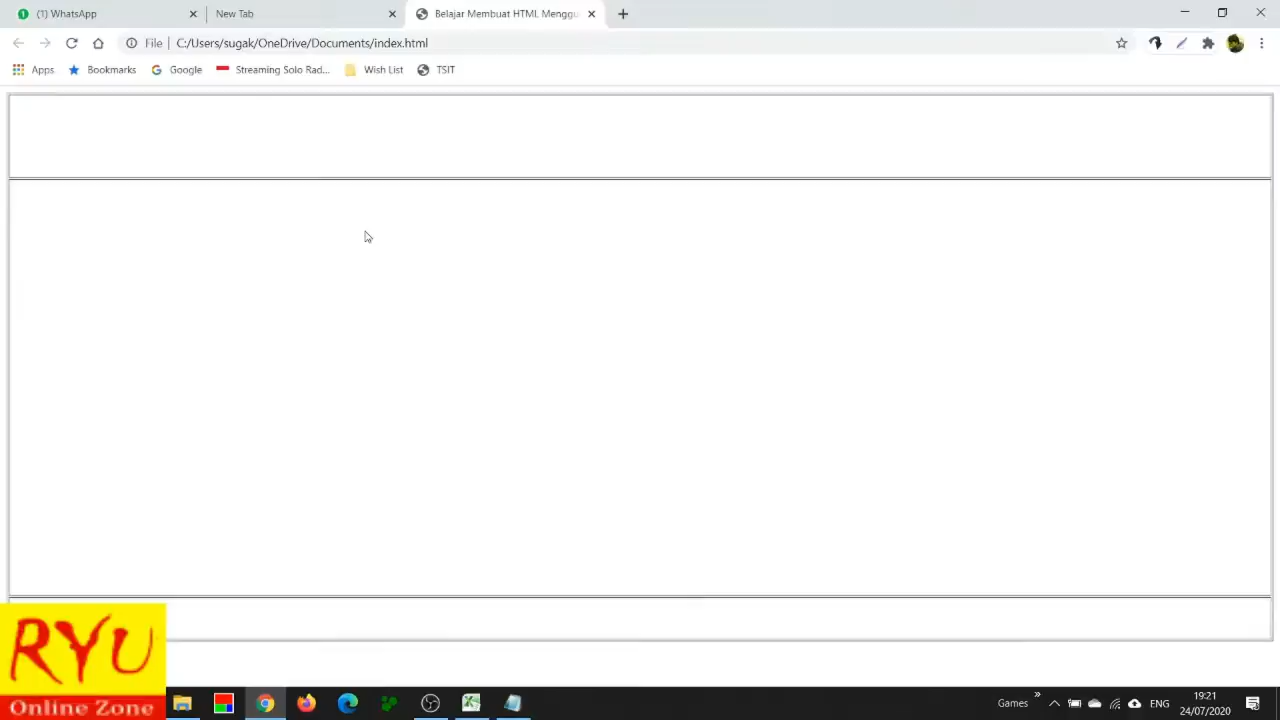 (1) WhatsApp
New Tab
Belajar Membuat HTML Menggu
File
C:/Users/sugak/OneDrive/Documents/index.html
Apps
Bookmarks
Google
Streaming Solo Rad...
Wish List
TSIT
RYU
Online Zone
Games
ENG
19:21
24/07/2020